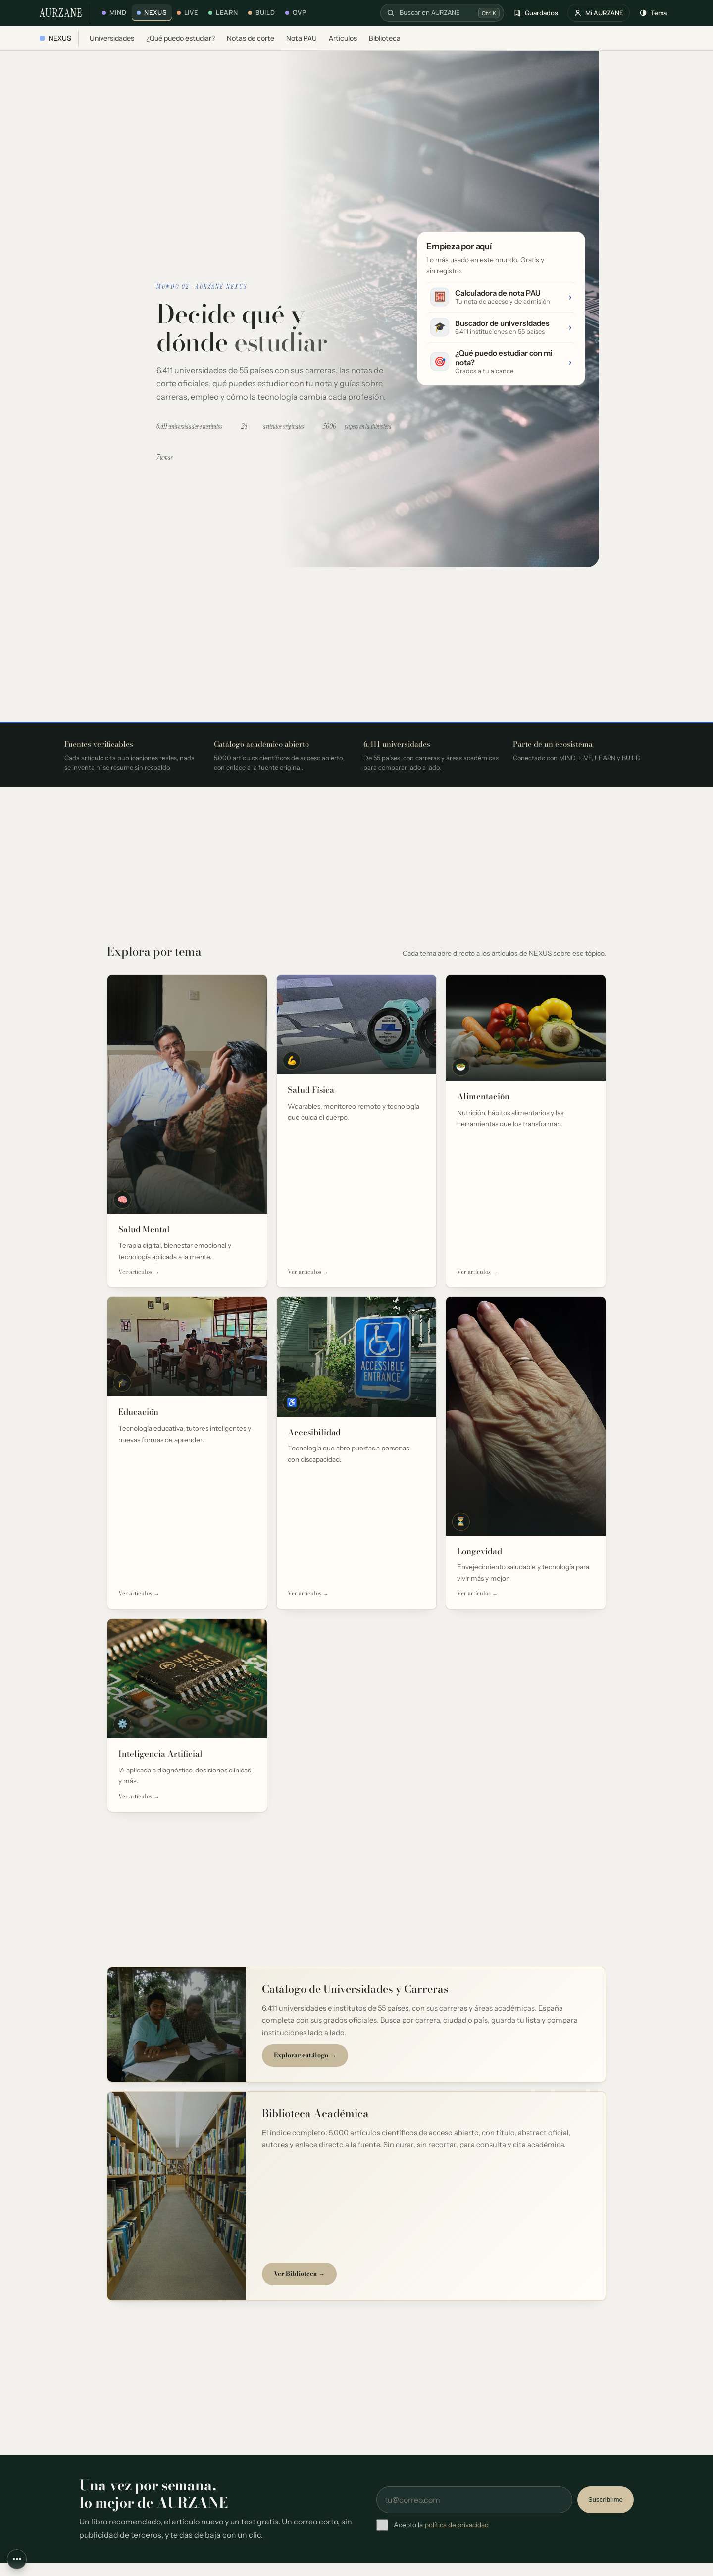 AURZANE
MIND
NEXUS
LIVE
LEARN
BUILD
OVP
Buscar en AURZANE
Ctrl K
Guardados
Mi AURZANE
Tema
NEXUS
Universidades
¿Qué puedo estudiar?
Notas de corte
Nota PAU
Artículos
Biblioteca
MUNDO 02 · AURZANE NEXUS
Decide qué y
dónde estudiar
6.411 universidades de 55 países con sus carreras, las notas de
corte oficiales, qué puedes estudiar con tu nota y guías sobre
carreras, empleo y cómo la tecnología cambia cada profesión.
6.411 universidades e institutos
24 artículos originales
5000 papers en la Biblioteca
7 temas
Empieza por aquí
Lo más usado en este mundo. Gratis y
sin registro.
Calculadora de nota PAU
Tu nota de acceso y de admisión
›
Buscador de universidades
6.411 instituciones en 55 países
›
¿Qué puedo estudiar con mi
nota?
Grados a tu alcance
›
Fuentes verificables
Cada artículo cita publicaciones reales, nada
se inventa ni se resume sin respaldo.
Catálogo académico abierto
5000 artículos científicos de acceso abierto,
con enlace a la fuente original.
6.411 universidades
De 55 países, con carreras y áreas académicas
para comparar lado a lado.
Parte de un ecosistema
Conectado con MIND, LIVE, LEARN y BUILD.
Explora por tema
Cada tema abre directo a los artículos de NEXUS sobre ese tópico.
Salud Mental
Terapia digital, bienestar emocional y
tecnología aplicada a la mente.
Ver artículos →
Salud Física
Wearables, monitoreo remoto y tecnología
que cuida el cuerpo.
Ver artículos →
Alimentación
Nutrición, hábitos alimentarios y las
herramientas que los transforman.
Ver artículos →
Educación
Tecnología educativa, tutores inteligentes y
nuevas formas de aprender.
Ver artículos →
ACCESSIBLE
ENTRANCE
Accesibilidad
Tecnología que abre puertas a personas
con discapacidad.
Ver artículos →
Longevidad
Envejecimiento saludable y tecnología para
vivir más y mejor.
Ver artículos →
VHCT
574A
FEUN
Inteligencia Artificial
IA aplicada a diagnóstico, decisiones clínicas
y más.
Ver artículos →
Catálogo de Universidades y Carreras
6.411 universidades e institutos de 55 países, con sus carreras y áreas académicas. España
completa con sus grados oficiales. Busca por carrera, ciudad o país, guarda tu lista y compara
instituciones lado a lado.
Explorar catálogo →
Biblioteca Académica
El índice completo: 5.000 artículos científicos de acceso abierto, con título, abstract oficial,
autores y enlace directo a la fuente. Sin curar, sin recortar, para consulta y cita académica.
Ver Biblioteca →
Una vez por semana,
lo mejor de AURZANE
Un libro recomendado, el artículo nuevo y un test gratis. Un correo corto, sin
publicidad de terceros, y te das de baja con un clic.
tu@correo.com
Suscribirme
Acepto la política de privacidad